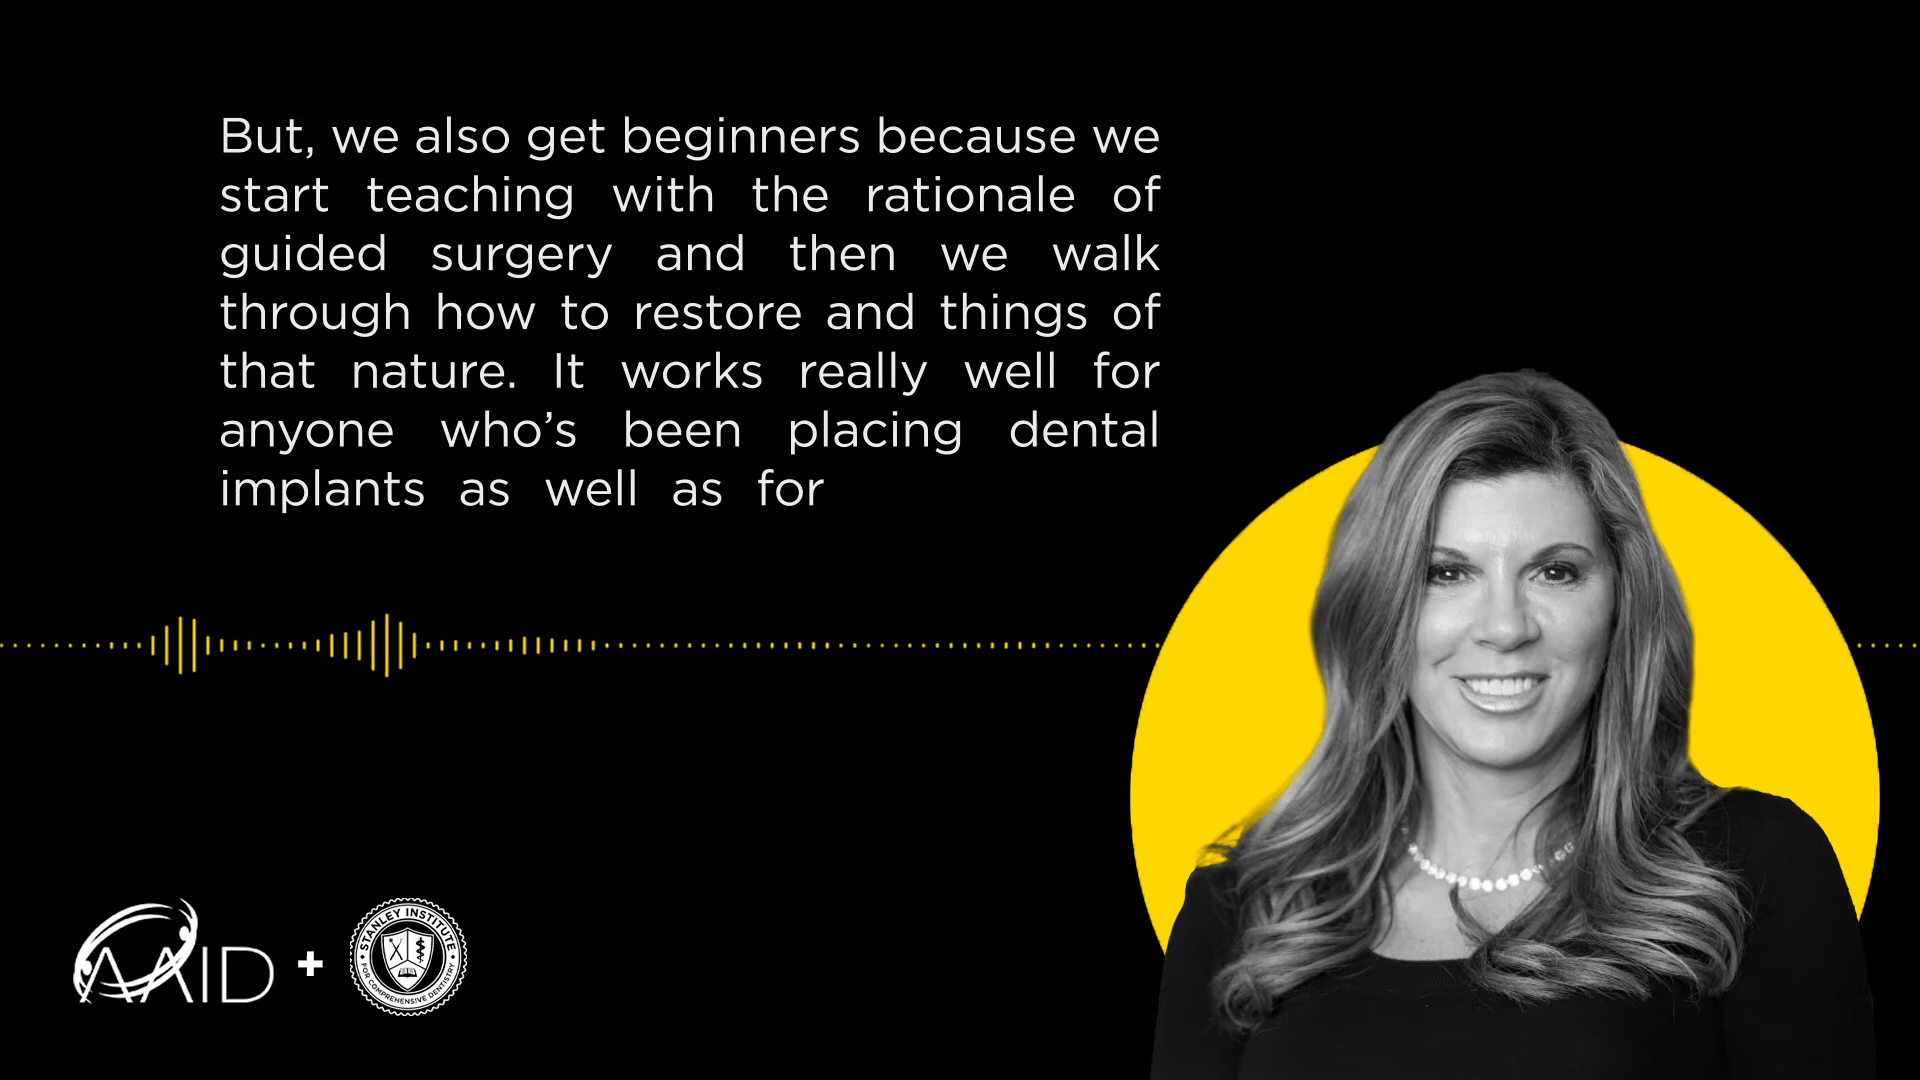 But, we also get beginners because we
start teaching with the rationale of
guided surgery and then we walk
through how to restore and things of
that nature. It works really well for
anyone who’s been placing dental
implants as well as for
AAID
+
STANLEY INSTITUTE
FOR COMPREHENSIVE DENTISTRY